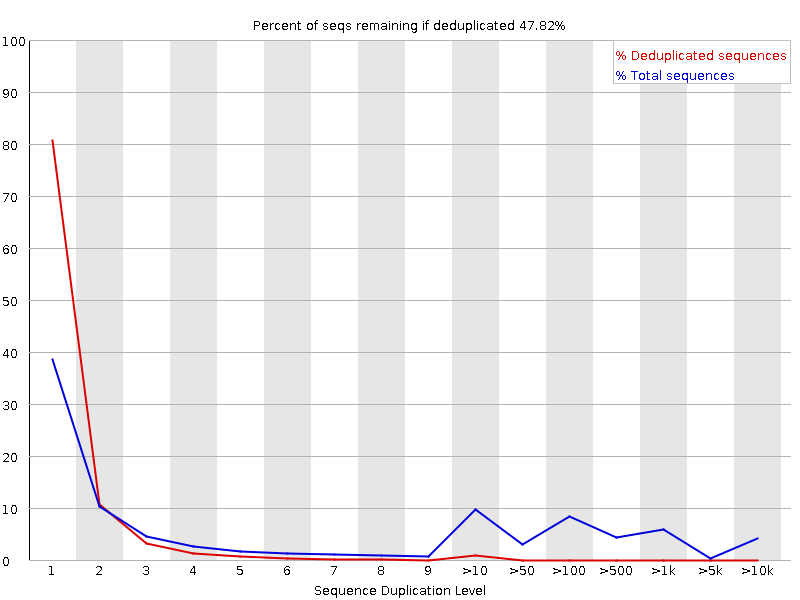 Percent of seqs remaining if deduplicated 47.82%
% Deduplicated sequences
% Total sequences
100
90
80
70
60
50
40
30
20
10
0
1 2 3 4 5 6 7 8 9 >10 >50 >100 >500 >1k >5k >10k
Sequence Duplication Level